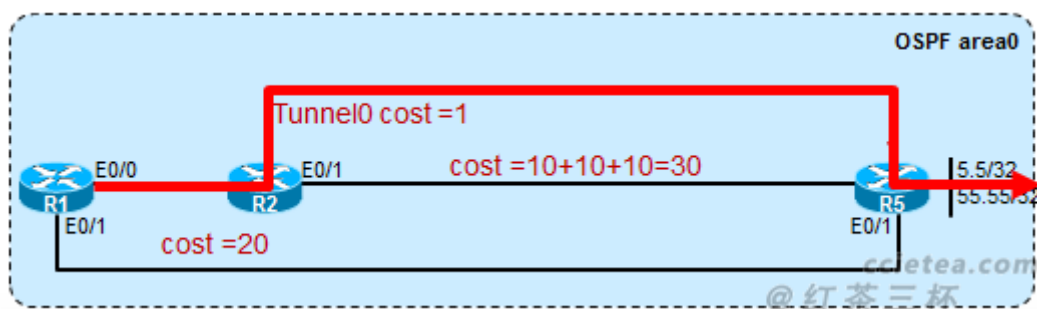 OSPF area0
Tunnel0 cost =1
E0/0
E0/1
cost =10+10+10=30
5.5/32
55.55/32
R1
R2
R5
E0/1
E0/1
cost =20
ccietea.com
@红茶三杯